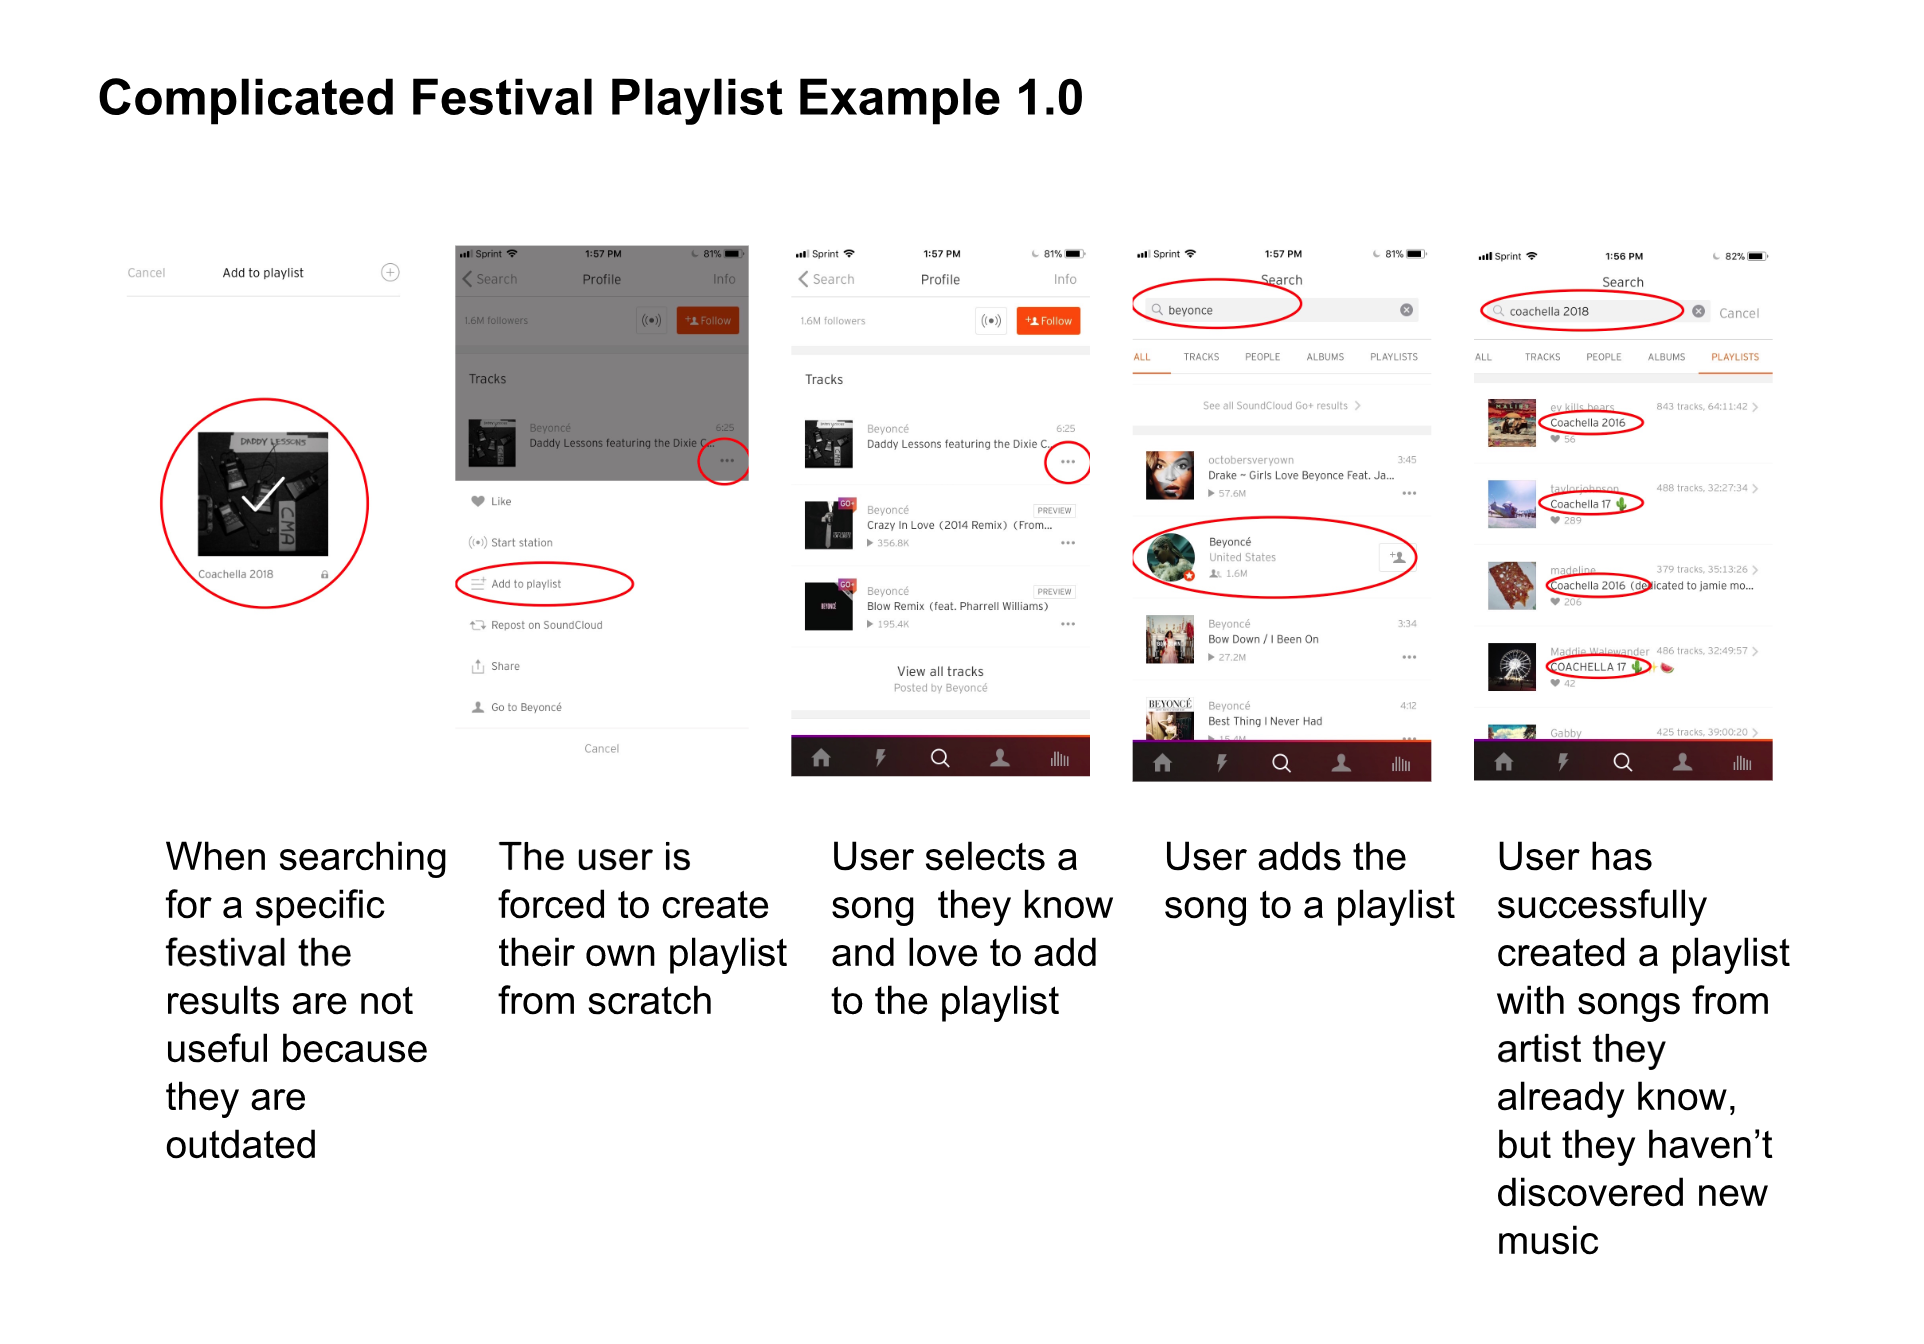 Complicated Festival Playlist Example 1.0
Cancel
Add to playlist
DADDY LESSONS
CMA
Coachella 2018
Sprint
1:57 PM
81%
Search
Profile
Info
1.6M followers
Follow
Tracks
Beyoncé
6:25
Daddy Lessons featuring the Dixie C...
Like
Start station
Add to playlist
Repost on SoundCloud
Share
Go to Beyoncé
Cancel
Sprint
1:57 PM
81%
Search
Profile
Info
1.6M followers
Follow
Tracks
Beyoncé
6:25
Daddy Lessons featuring the Dixie C...
GO+
Beyoncé
PREVIEW
Crazy In Love (2014 Remix) (From...
356.8K
GO+
Beyoncé
PREVIEW
Blow Remix (feat. Pharrell Williams)
195.4K
View all tracks
Posted by Beyoncé
Sprint
1:57 PM
81%
Search
beyonce
ALL
TRACKS
PEOPLE
ALBUMS
PLAYLISTS
See all SoundCloud Go+ results
octobersveryown
3:45
Drake ~ Girls Love Beyonce Feat. Ja...
57.6M
Beyoncé
United States
1.6M
Beyoncé
3:34
Bow Down / I Been On
27.2M
BEYONCÉ
Beyoncé
4:12
Best Thing I Never Had
15.4M
Sprint
1:56 PM
82%
Search
coachella 2018
Cancel
ALL
TRACKS
PEOPLE
ALBUMS
PLAYLISTS
ev kills bears
843 tracks, 64:11:42
Coachella 2016
56
taylorjohnson
488 tracks, 32:27:34
Coachella 17 🌵
289
madeline
379 tracks, 35:13:26
Coachella 2016 (dedicated to jamie mo...
206
Maddie Walewander
486 tracks, 32:49:57
COACHELLA 17 🌵✨🍉
42
Gabby
425 tracks, 39:00:20
When searching
for a specific
festival the
results are not
useful because
they are
outdated
The user is
forced to create
their own playlist
from scratch
User selects a
song they know
and love to add
to the playlist
User adds the
song to a playlist
User has
successfully
created a playlist
with songs from
artist they
already know,
but they haven't
discovered new
music